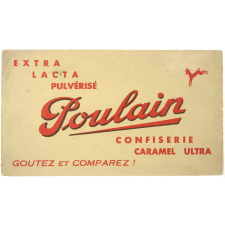 EXTRA
LACTA
PULVÉRISÉ
Poulain
CONFISERIE
CARAMEL ULTRA
GOUTEZ ET COMPAREZ !